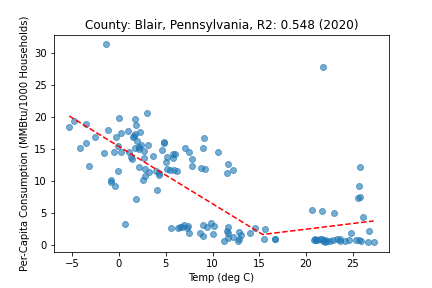 County: Blair, Pennsylvania, R2: 0.548 (2020)
Per-Capita Consumption (MMBtu/1000 Households)
30
25
20
15
10
5
0
−5 0 5 10 15 20 25
Temp (deg C)